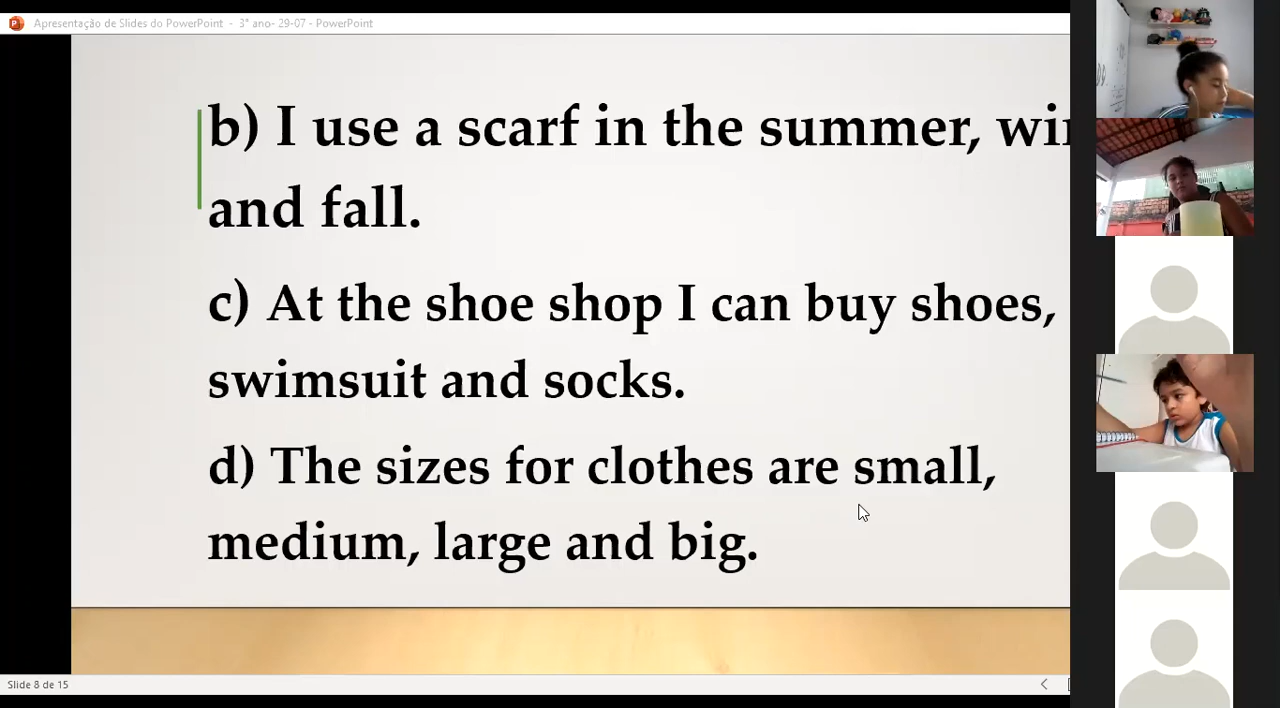 Apresentação de Slides do PowerPoint - 3° ano- 29-07 - PowerPoint
b) I use a scarf in the summer,
and fall.
c) At the shoe shop I can buy shoes,
swimsuit and socks.
d) The sizes for clothes are small,
medium, large and big.
Slide 8 de 15